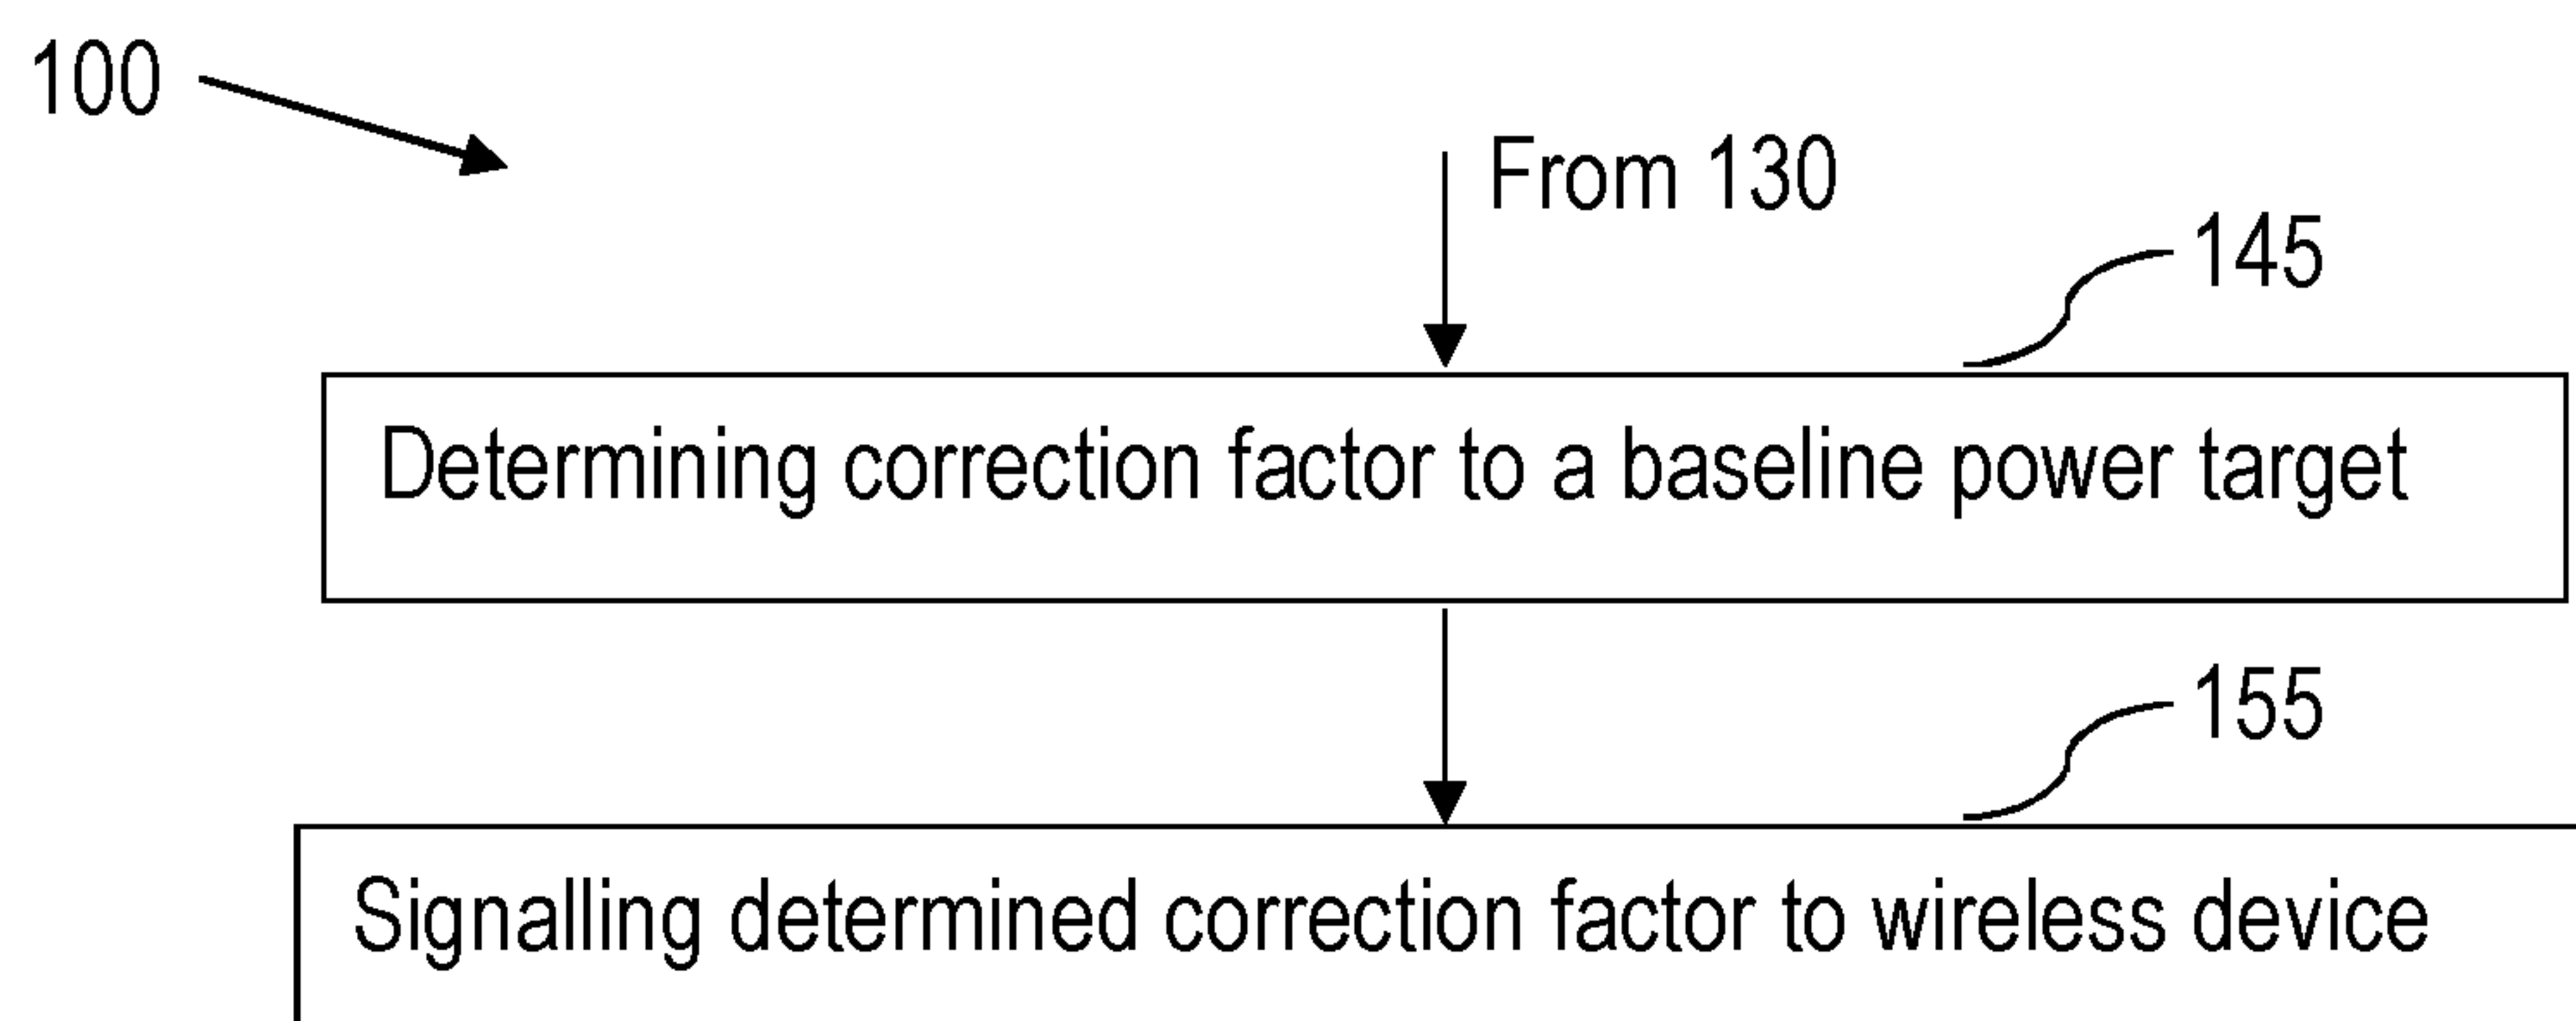 100
From 130
145
Determining correction factor to a baseline power target
155
Signalling determined correction factor to wireless device